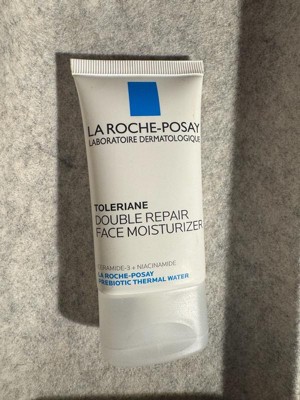 LA ROCHE-POSAY
LABORATOIRE DERMATOLOGIQUE
TOLERIANE
DOUBLE REPAIR
FACE MOISTURIZER
CERAMIDE-3 + NIACINAMIDE
LA ROCHE-POSAY
PREBIOTIC THERMAL WATER